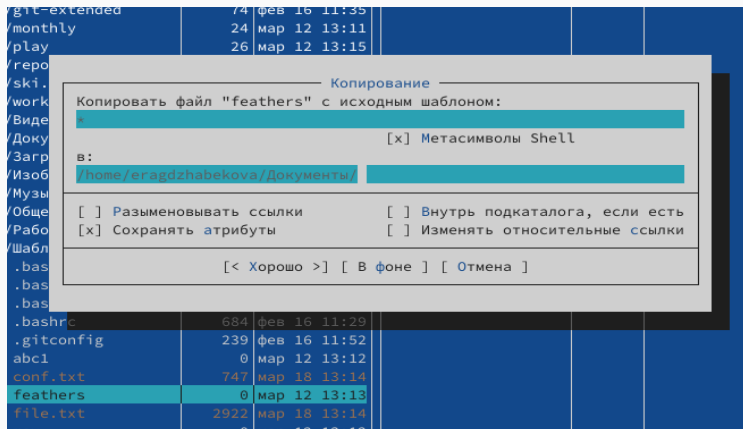 /git-extended 74 фев 16 11:35
/monthly 24 мар 12 13:11
/play 26 мар 12 13:15
/repo
/ski.
/work
/Виде
/Доку
/Загр
/Изоб
/Музы
/Обще
/Рабо
/Шабл
.bas
.bas
.bas
Копирование
Копировать файл "feathers" с исходным шаблоном:
*
[x] Метасимволы Shell
в:
/home/eragdzhabekova/Документы/
[ ] Разыменовывать ссылки [ ] Внутрь подкаталога, если есть
[x] Сохранять атрибуты [ ] Изменять относительные ссылки
[< Хорошо >] [ В фоне ] [ Отмена ]
.bashrc 684 фев 16 11:29
.gitconfig 239 фев 16 11:52
abc1 0 мар 12 13:12
conf.txt 747 мар 18 13:14
feathers 0 мар 12 13:13
file.txt 2922 мар 18 13:14